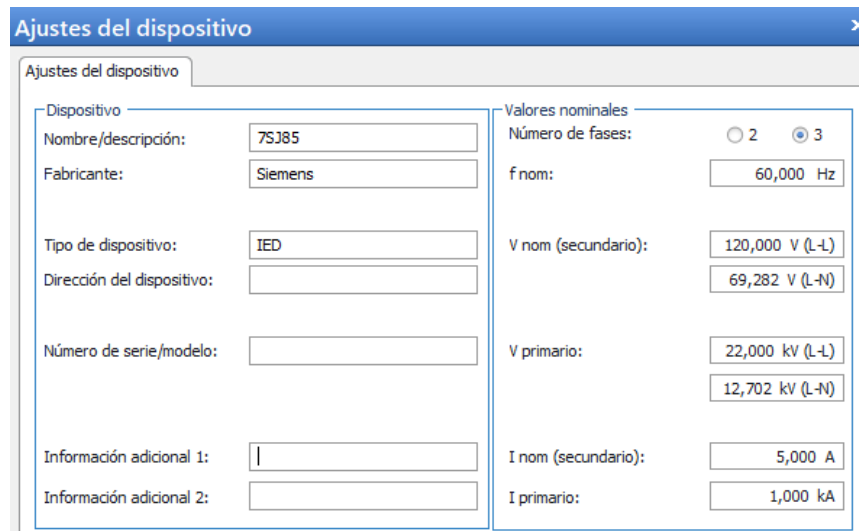 Ajustes del dispositivo
Ajustes del dispositivo
Dispositivo
Nombre/descripción: 7SJ85
Fabricante: Siemens
Tipo de dispositivo: IED
Dirección del dispositivo:
Número de serie/modelo:
Información adicional 1:
Información adicional 2:
Valores nominales
Número de fases: 2 3
f nom: 60,000 Hz
V nom (secundario): 120,000 V (L-L)
69,282 V (L-N)
V primario: 22,000 kV (L-L)
12,702 kV (L-N)
I nom (secundario): 5,000 A
I primario: 1,000 kA